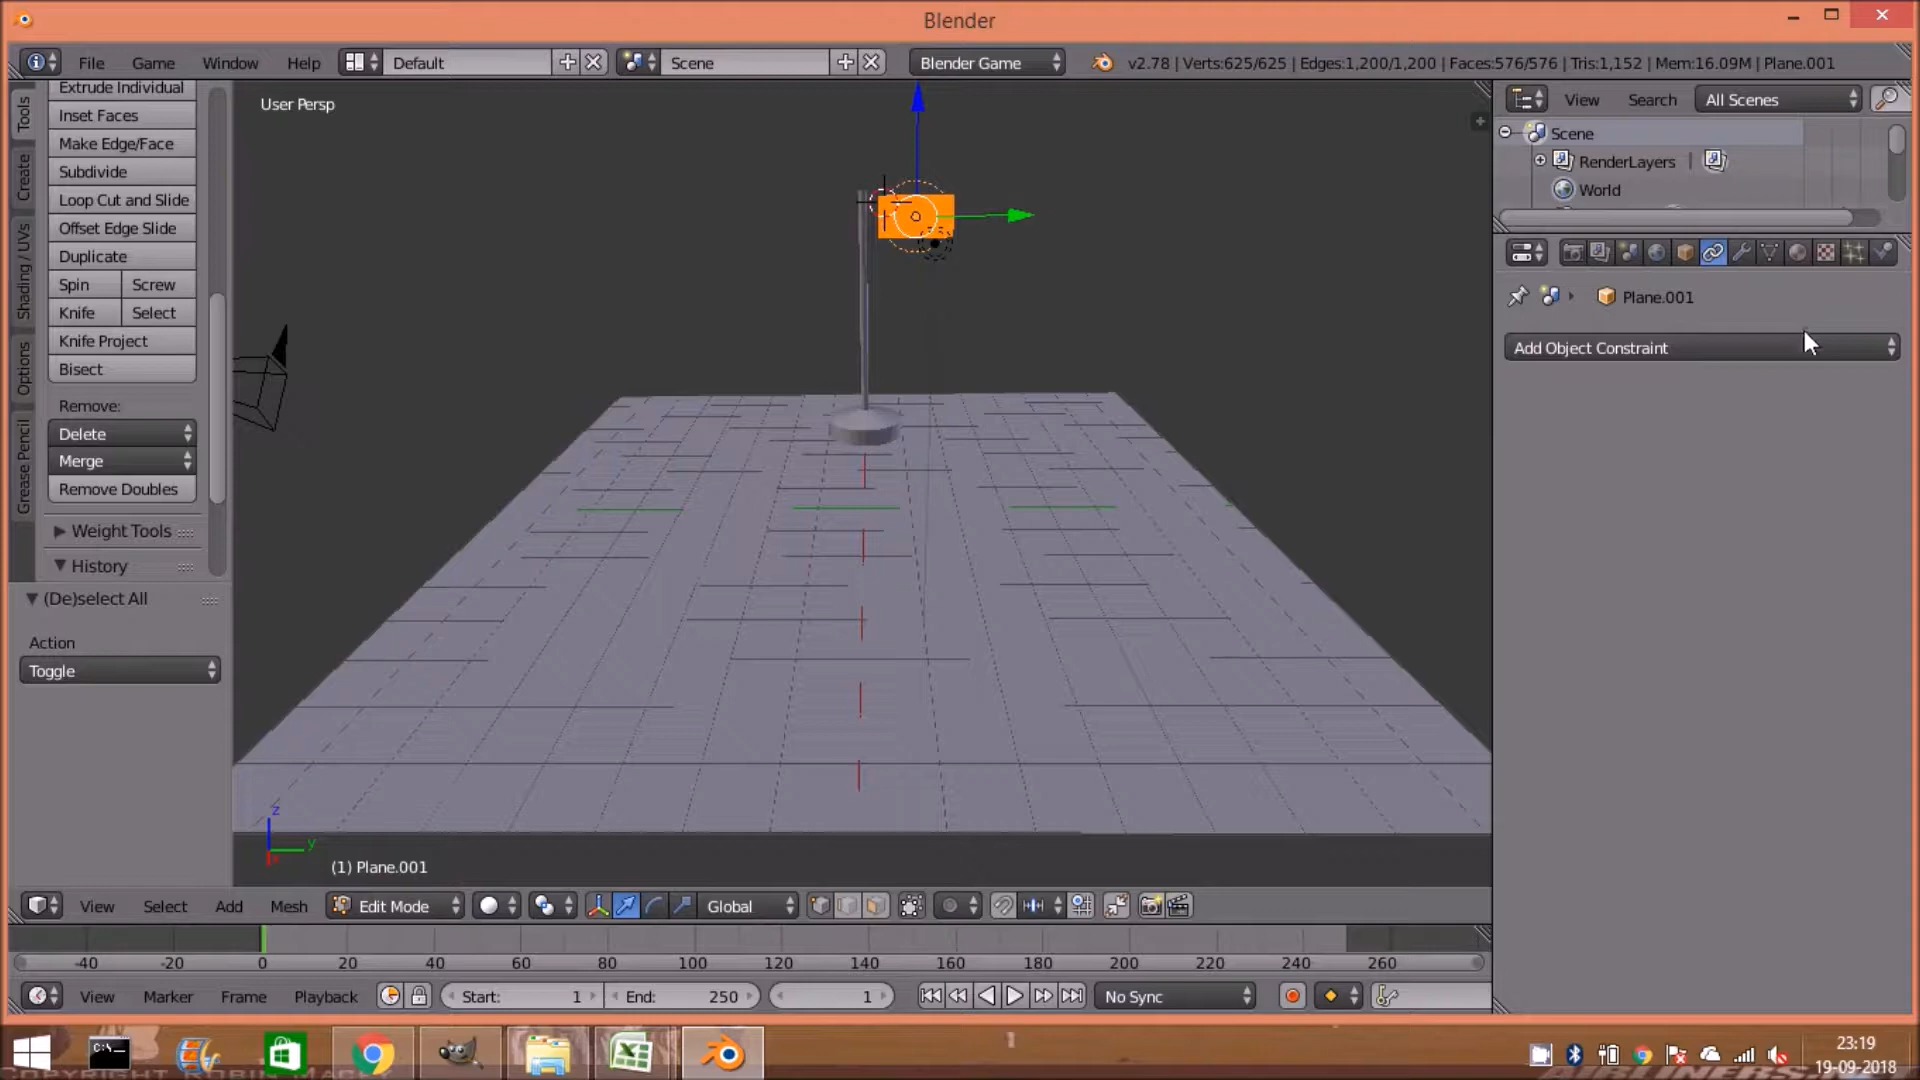 Blender
File Game Window Help Default Scene Blender Game v2.78 | Verts:625/625 | Edges:1,200/1,200 | Faces:576/576 | Tris:1,152 | Mem:16.09M | Plane.001
Tools
Create
Shading / UVs
Options
Grease Pencil
Extrude Individual
Inset Faces
Make Edge/Face
Subdivide
Loop Cut and Slide
Offset Edge Slide
Duplicate
Spin Screw
Knife Select
Knife Project
Bisect
Remove:
Delete
Merge
Remove Doubles
Weight Tools
History
(De)select All
Action
Toggle
User Persp
z
y
x
(1) Plane.001
View Search All Scenes
Scene
RenderLayers |
World
Plane.001
Add Object Constraint
View Select Add Mesh Edit Mode Global
-40 -20 0 20 40 60 80 100 120 140 160 180 200 220 240 260
View Marker Frame Playback Start: 1 End: 250 1 No Sync
C:\
23:19
19-09-2018